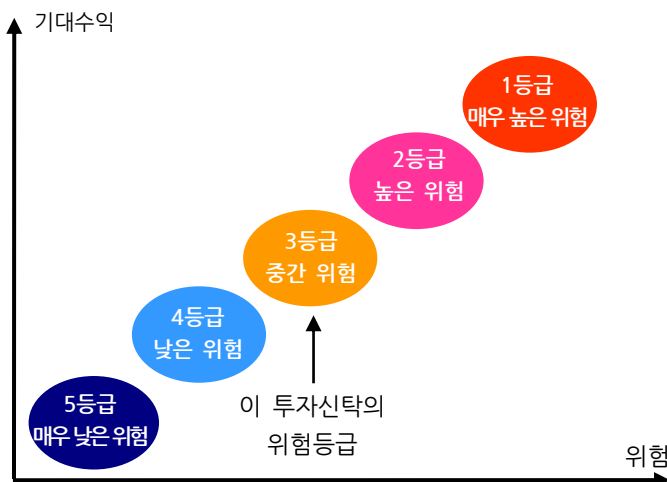 기대수익
1등급
매우 높은 위험
2등급
높은 위험
3등급
중간 위험
4등급
낮은 위험
5등급
매우 낮은 위험
이 투자신탁의
위험등급
위험